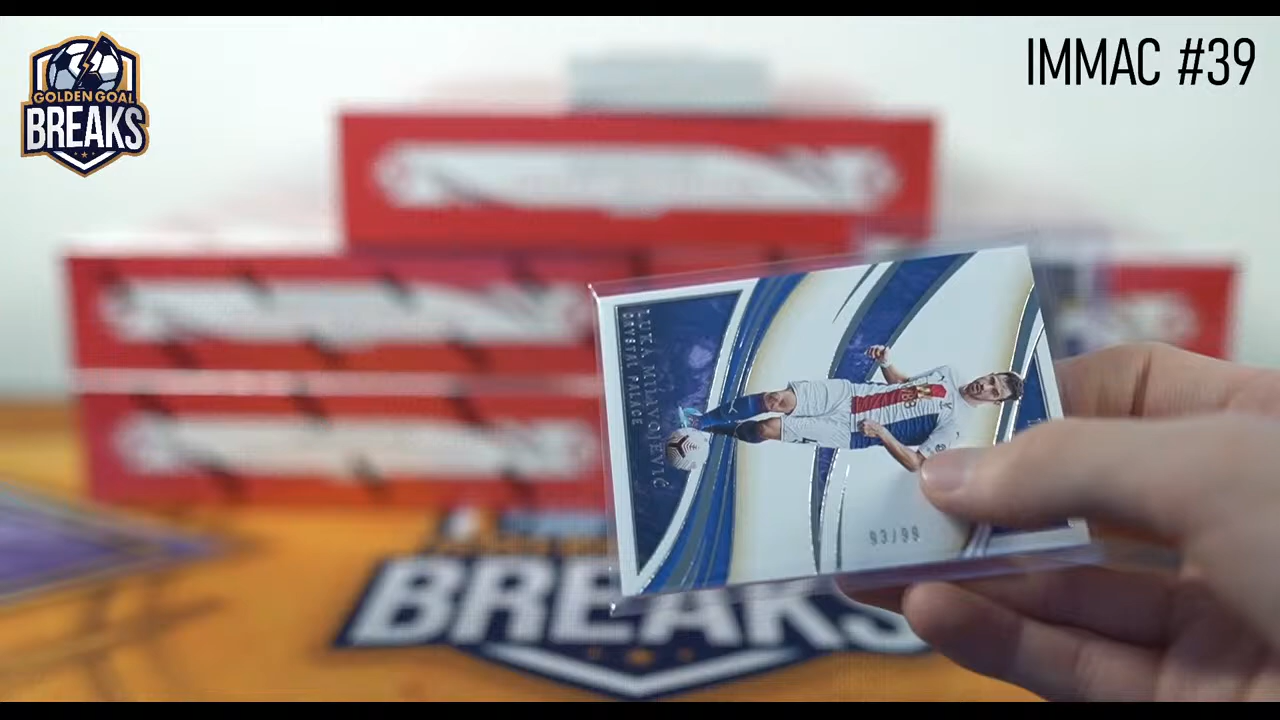 GOLDEN GOAL
BREAKS
IMMAC #39
LUKA MILIVOJEVIĆ
CRYSTAL PALACE
93/99
BREAKS